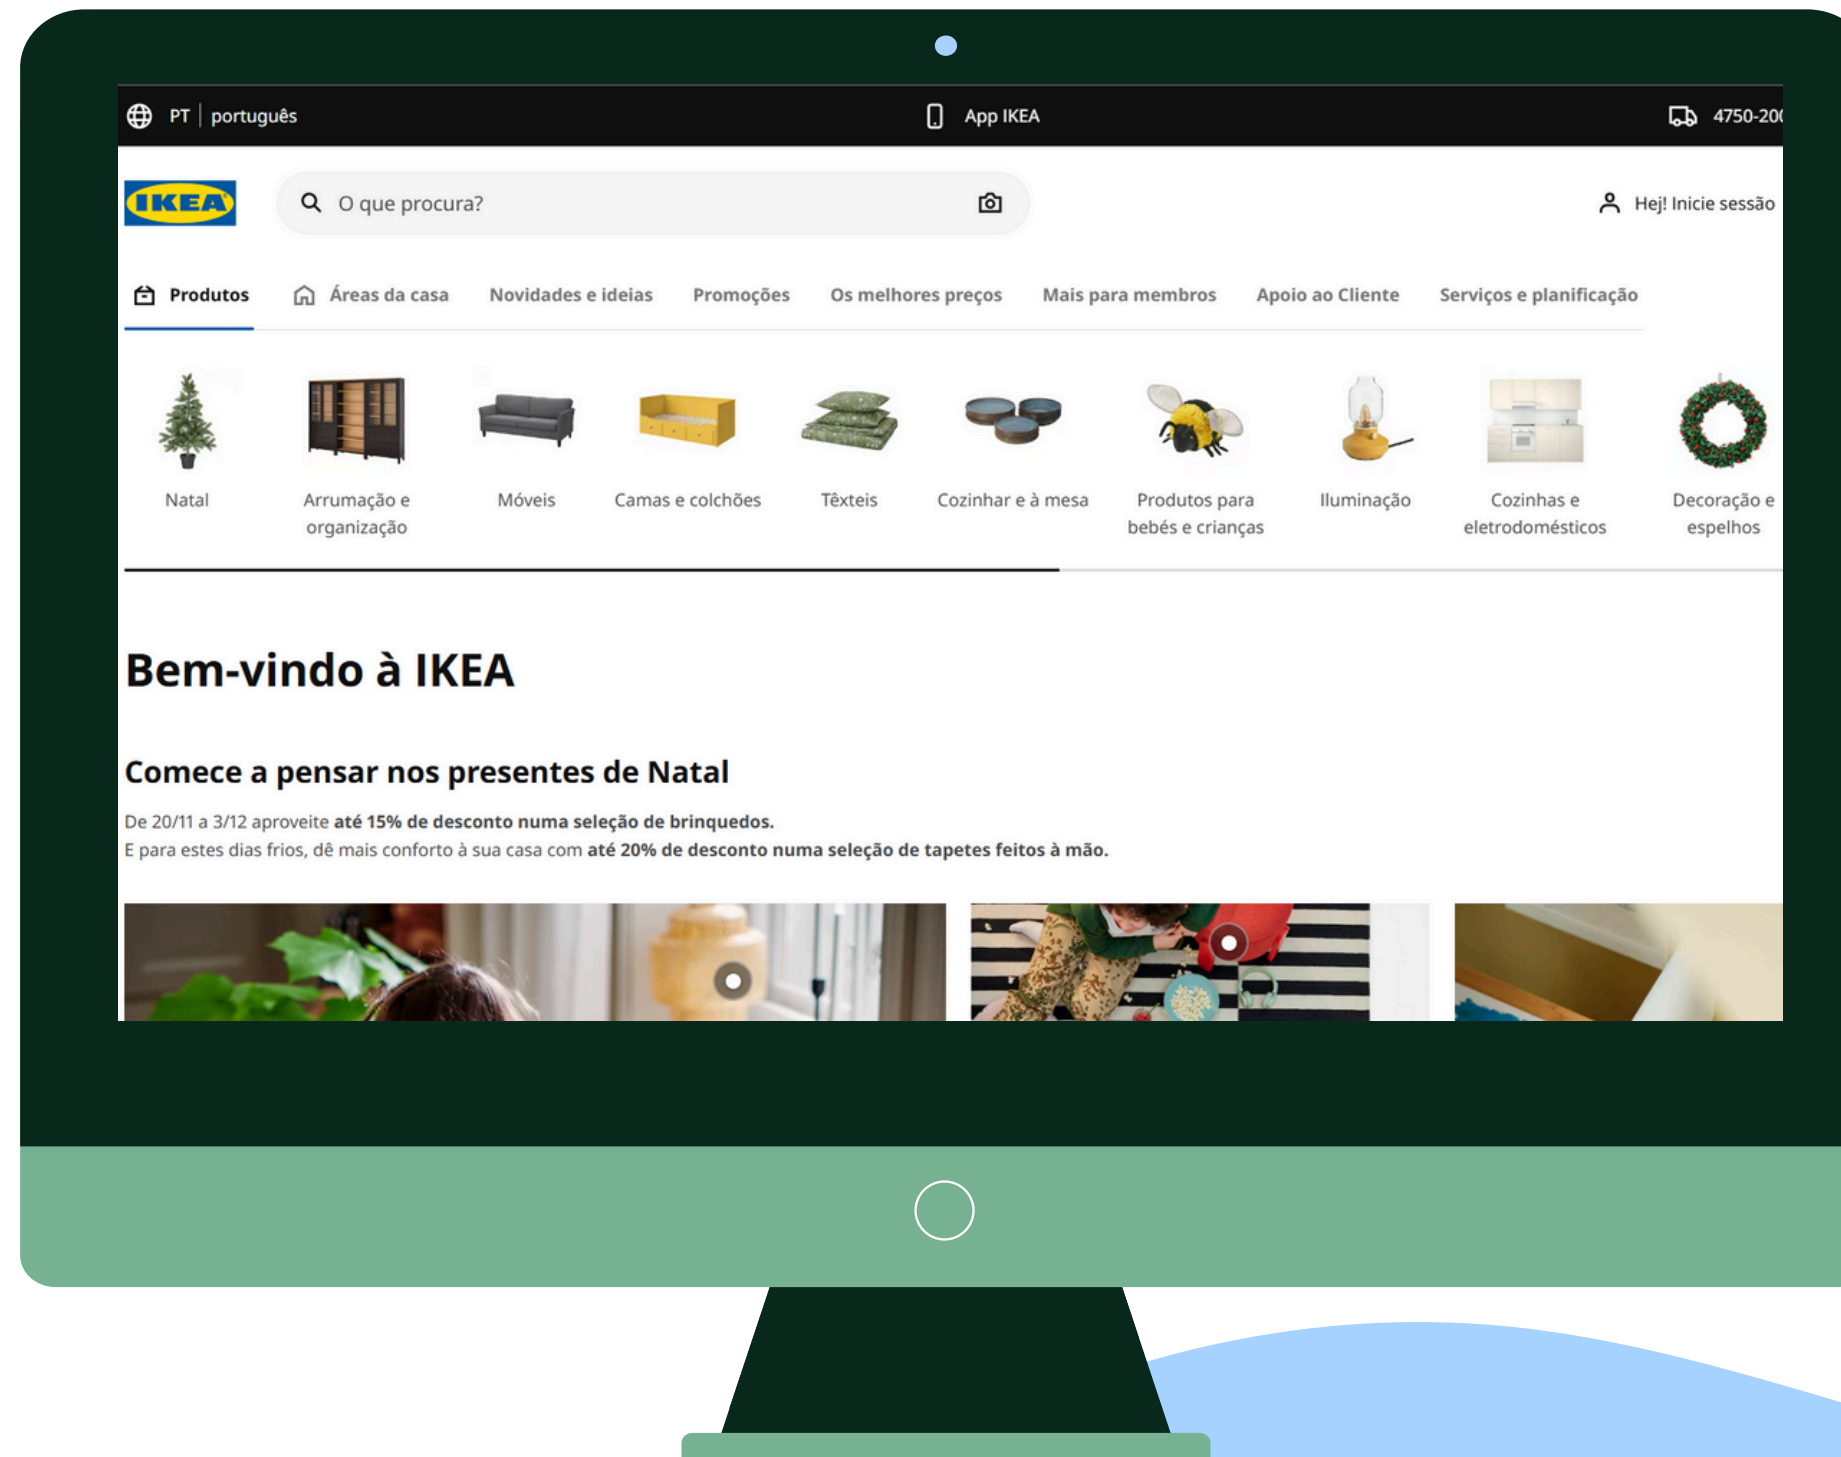 PT | português
App IKEA
4750-200
IKEA
O que procura?
Hej! Inicie sessão
Produtos
Áreas da casa
Novidades e ideias
Promoções
Os melhores preços
Mais para membros
Apoio ao Cliente
Serviços e planificação
Natal
Arrumação e
organização
Móveis
Camas e colchões
Têxteis
Cozinhar e à mesa
Produtos para
bebés e crianças
Iluminação
Cozinhas e
eletrodomésticos
Decoração e
espelhos
Bem-vindo à IKEA
Comece a pensar nos presentes de Natal
De 20/11 a 3/12 aproveite até 15% de desconto numa seleção de brinquedos.
E para estes dias frios, dê mais conforto à sua casa com até 20% de desconto numa seleção de tapetes feitos à mão.